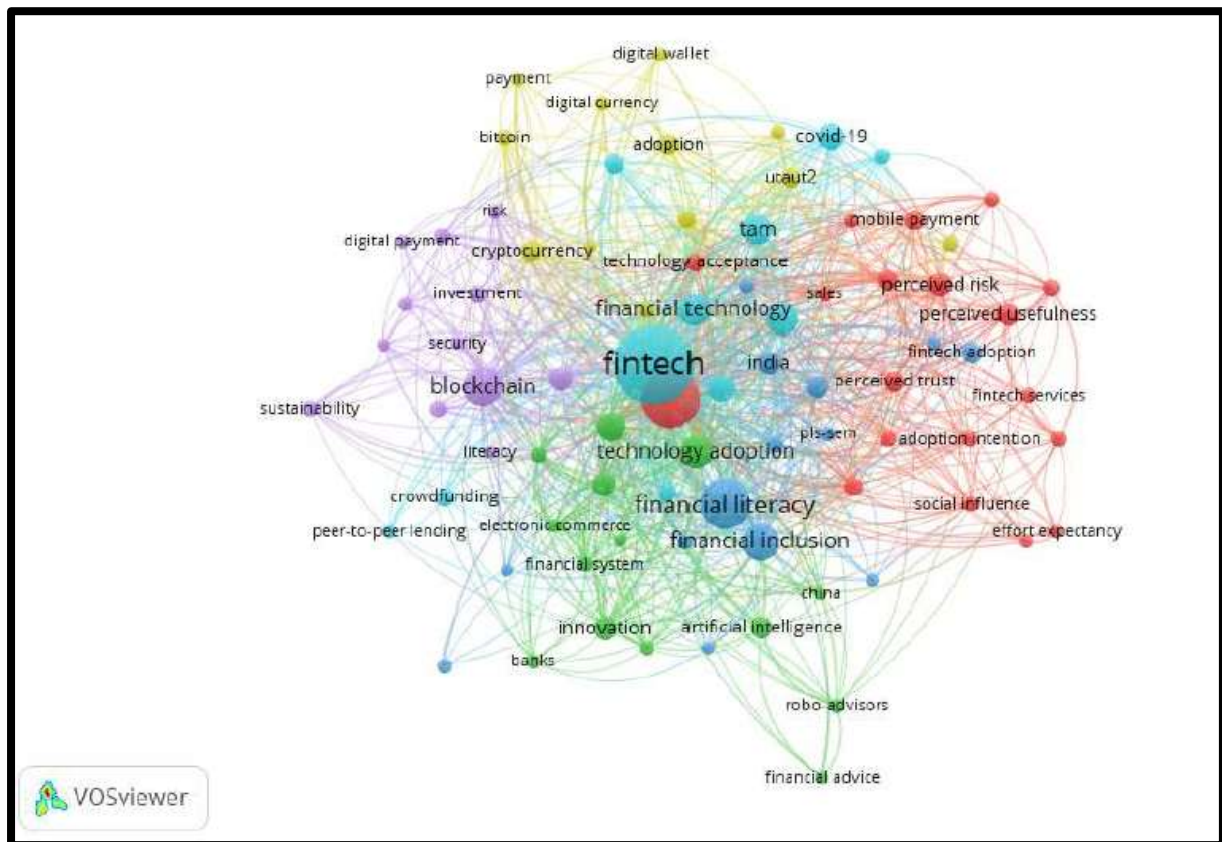 digital wallet
payment
digital currency
bitcoin
adoption
covid-19
utaut2
risk
mobile payment
digital payment
cryptocurrency
tam
technology acceptance
investment
sales
perceived risk
financial technology
perceived usefulness
security
fintech
india
fintech adoption
blockchain
perceived trust
fintech services
sustainability
pls-sem
adoption intention
literacy
technology adoption
crowdfunding
financial literacy
social influence
peer-to-peer lending
electronic commerce
effort expectancy
financial inclusion
financial system
china
innovation
artificial intelligence
banks
robo advisors
financial advice
VOSviewer